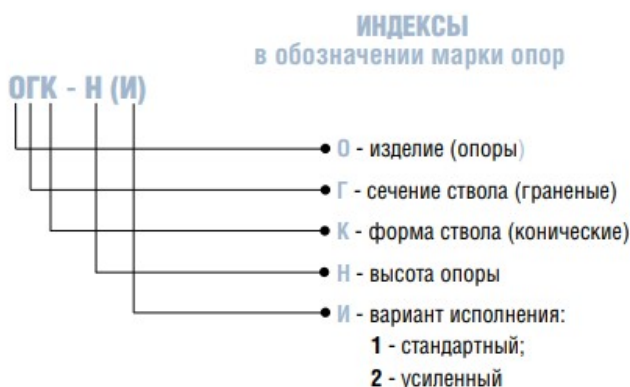 ИНДЕКСЫ
в обозначении марки опор
ОГК - Н (И)
О - изделие (опоры)
Г - сечение ствола (граненые)
К - форма ствола (конические)
Н - высота опоры
И - вариант исполнения:
1 - стандартный;
2 - усиленный